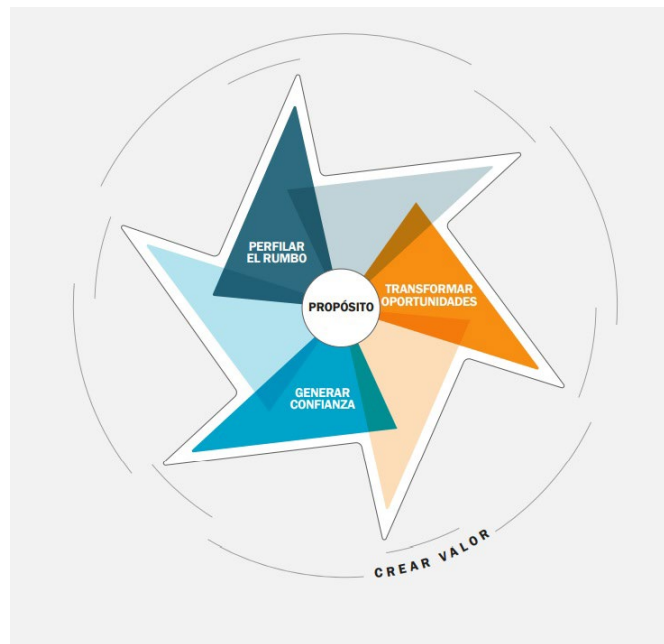 PERFILAR
EL RUMBO
TRANSFORMAR
OPORTUNIDADES
PROPÓSITO
GENERAR
CONFIANZA
CREAR VALOR